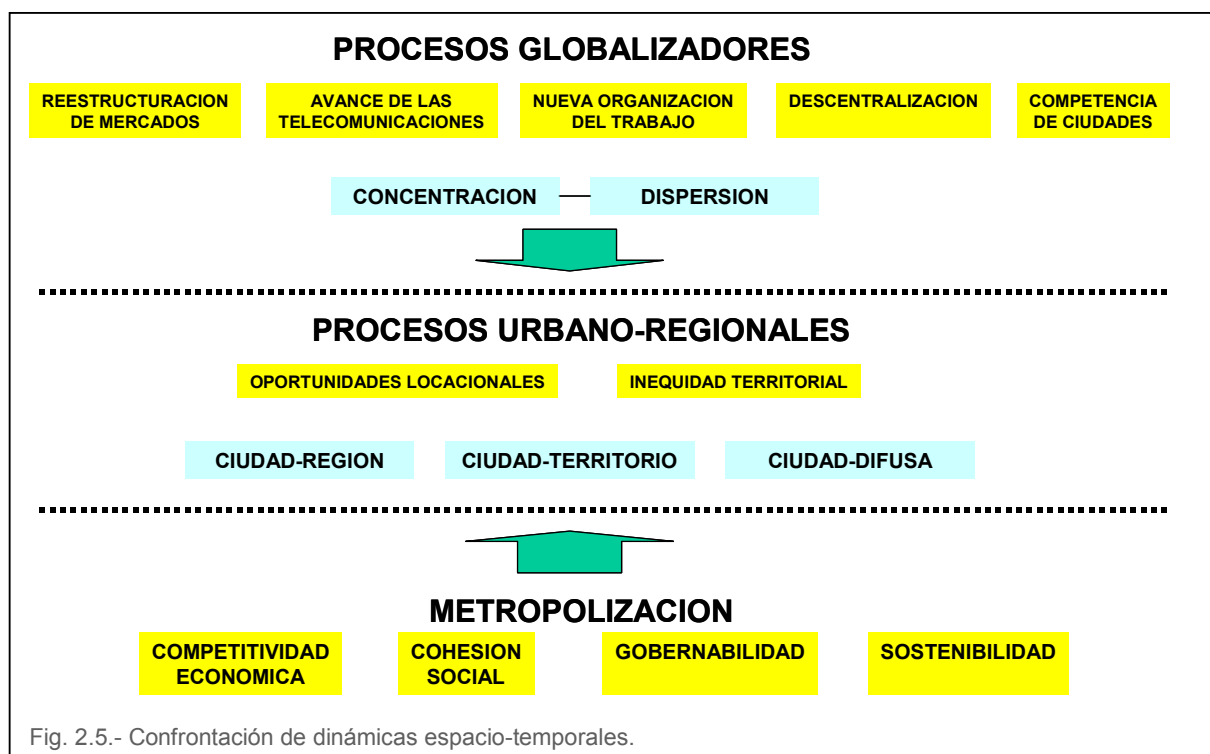 PROCESOS GLOBALIZADORES
REESTRUCTURACION
DE MERCADOS
AVANCE DE LAS
TELECOMUNICACIONES
NUEVA ORGANIZACION
DEL TRABAJO
DESCENTRALIZACION
COMPETENCIA
DE CIUDADES
CONCENTRACION
DISPERSION
PROCESOS URBANO-REGIONALES
OPORTUNIDADES LOCACIONALES
INEQUIDAD TERRITORIAL
CIUDAD-REGION
CIUDAD-TERRITORIO
CIUDAD-DIFUSA
METROPOLIZACION
COMPETITIVIDAD
ECONOMICA
COHESION
SOCIAL
GOBERNABILIDAD
SOSTENIBILIDAD
Fig. 2.5.- Confrontación de dinámicas espacio-temporales.